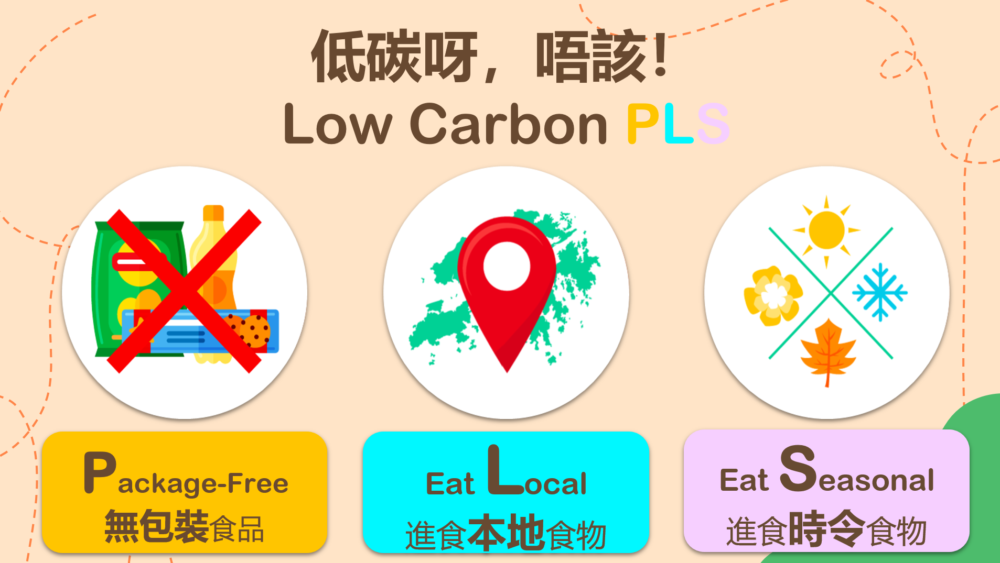 低碳呀，唔該！
Low Carbon PLS
Package-Free
無包裝食品
Eat Local
進食本地食物
Eat Seasonal
進食時令食物